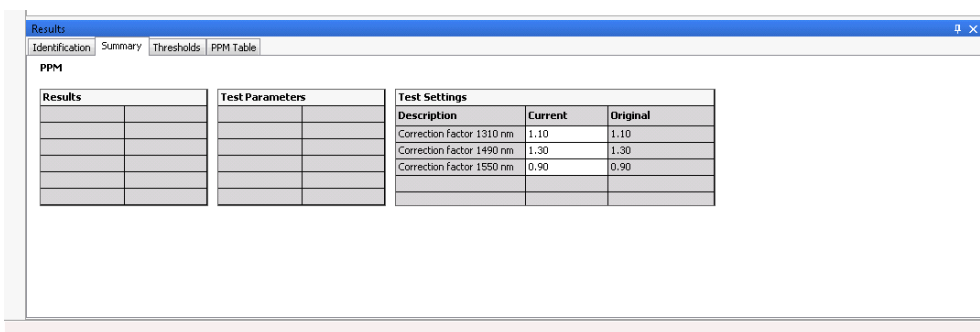 Results
Identification Summary Thresholds PPM Table
PPM
Results Test Parameters Test Settings
Description Current Original
Correction factor 1310 nm 1.10 1.10
Correction factor 1490 nm 1.30 1.30
Correction factor 1550 nm 0.90 0.90